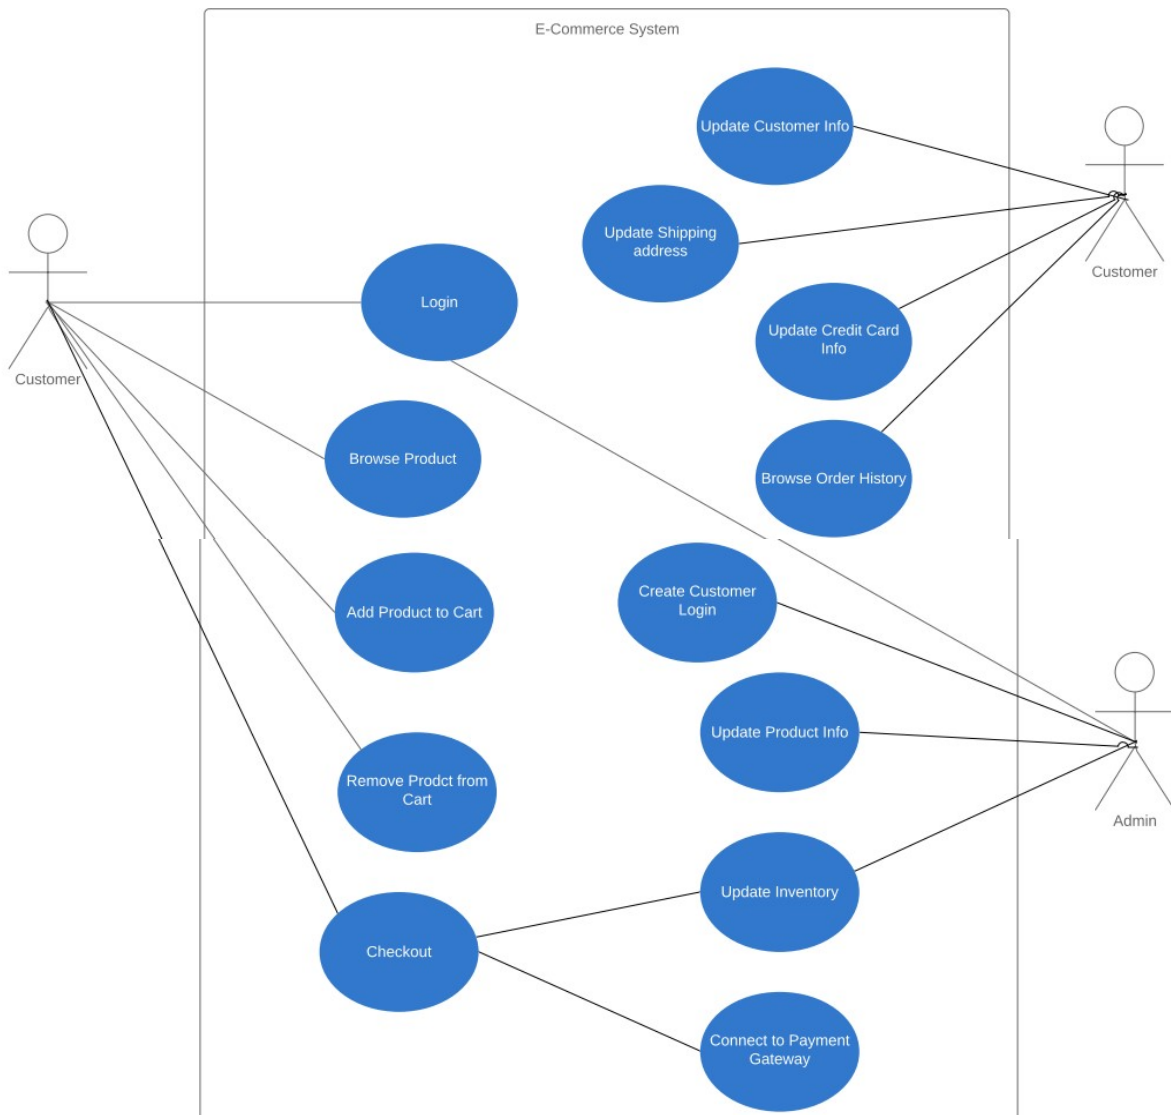 E-Commerce System
Update Customer Info
Update Shipping
address
Customer
Login
Update Credit Card
Info
Customer
Browse Product
Browse Order History
Create Customer
Login
Add Product to Cart
Update Product Info
Remove Prodct from
Cart
Admin
Update Inventory
Checkout
Connect to Payment
Gateway